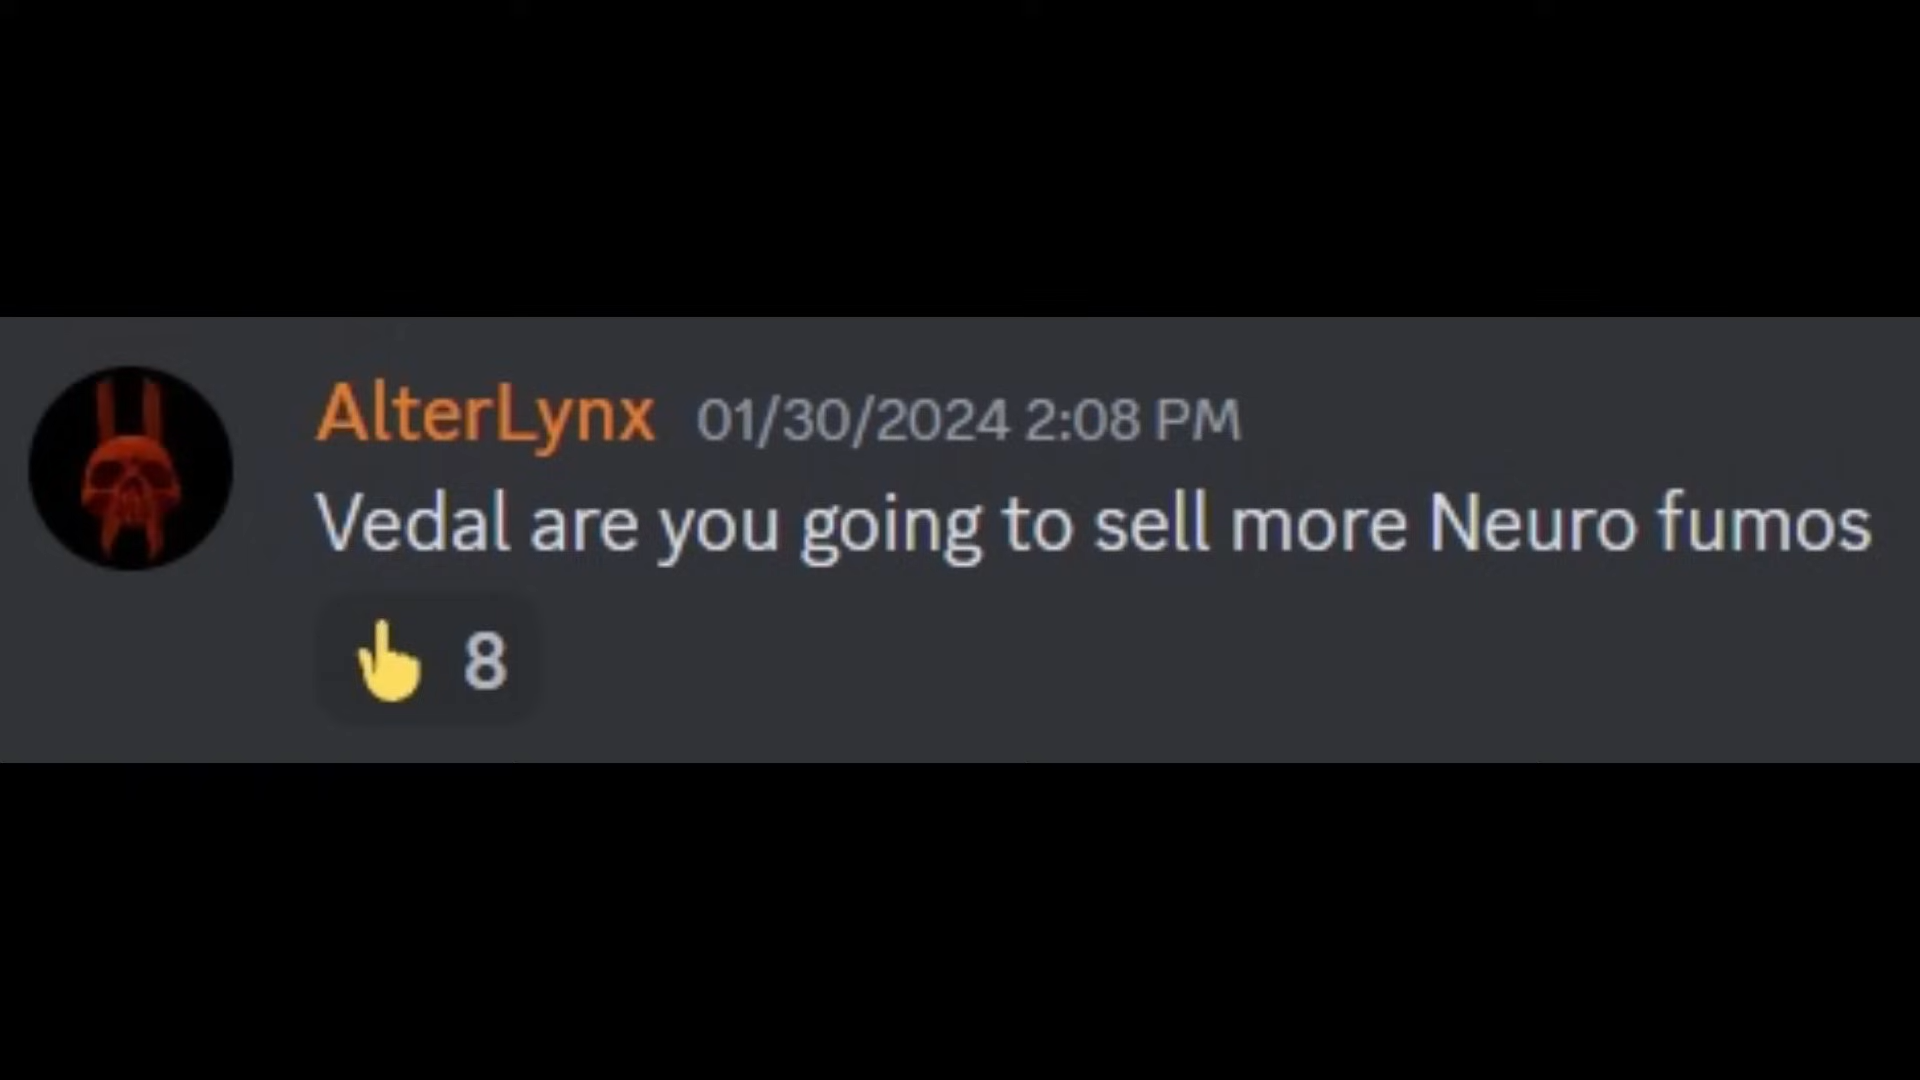 AlterLynx 01/30/2024 2:08 PM
Vedal are you going to sell more Neuro fumos
👆 8